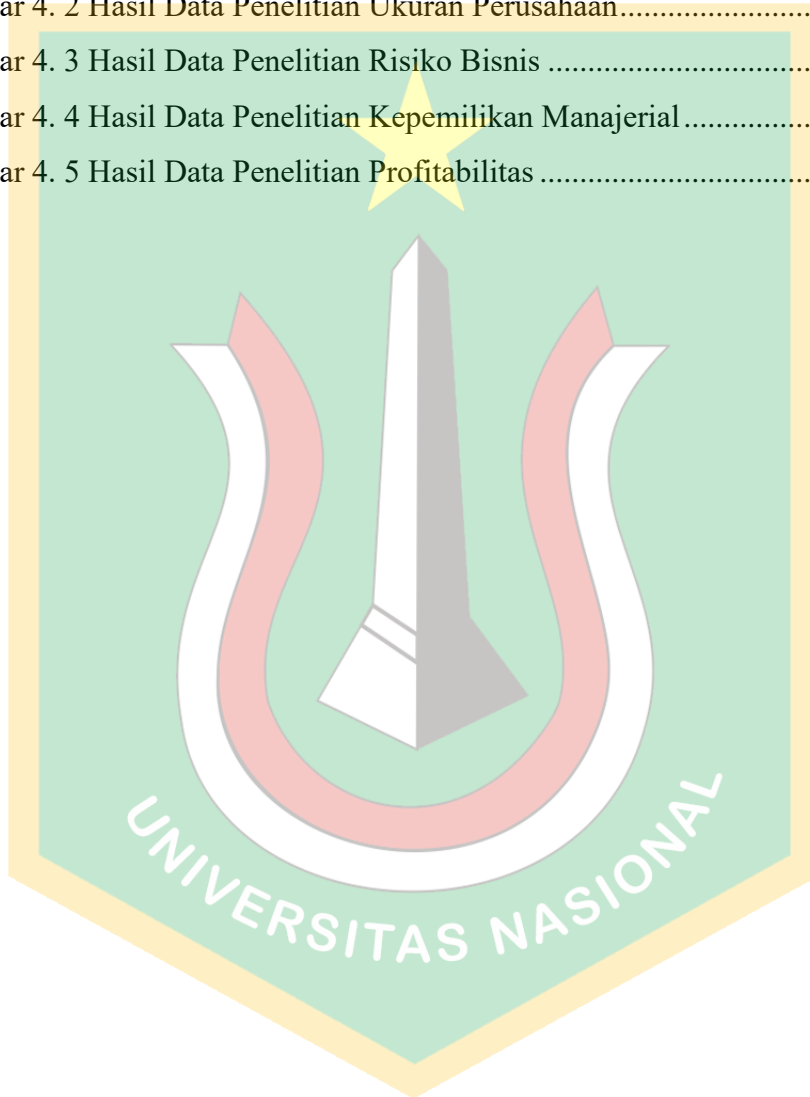 ar 4. 2 Hasil Data Penelitian Ukuran Perusahaan........................
ar 4. 3 Hasil Data Penelitian Risiko Bisnis .................................
ar 4. 4 Hasil Data Penelitian Kepemilikan Manajerial................
ar 4. 5 Hasil Data Penelitian Profitabilitas ..................................
UNIVERSITAS NASIONAL